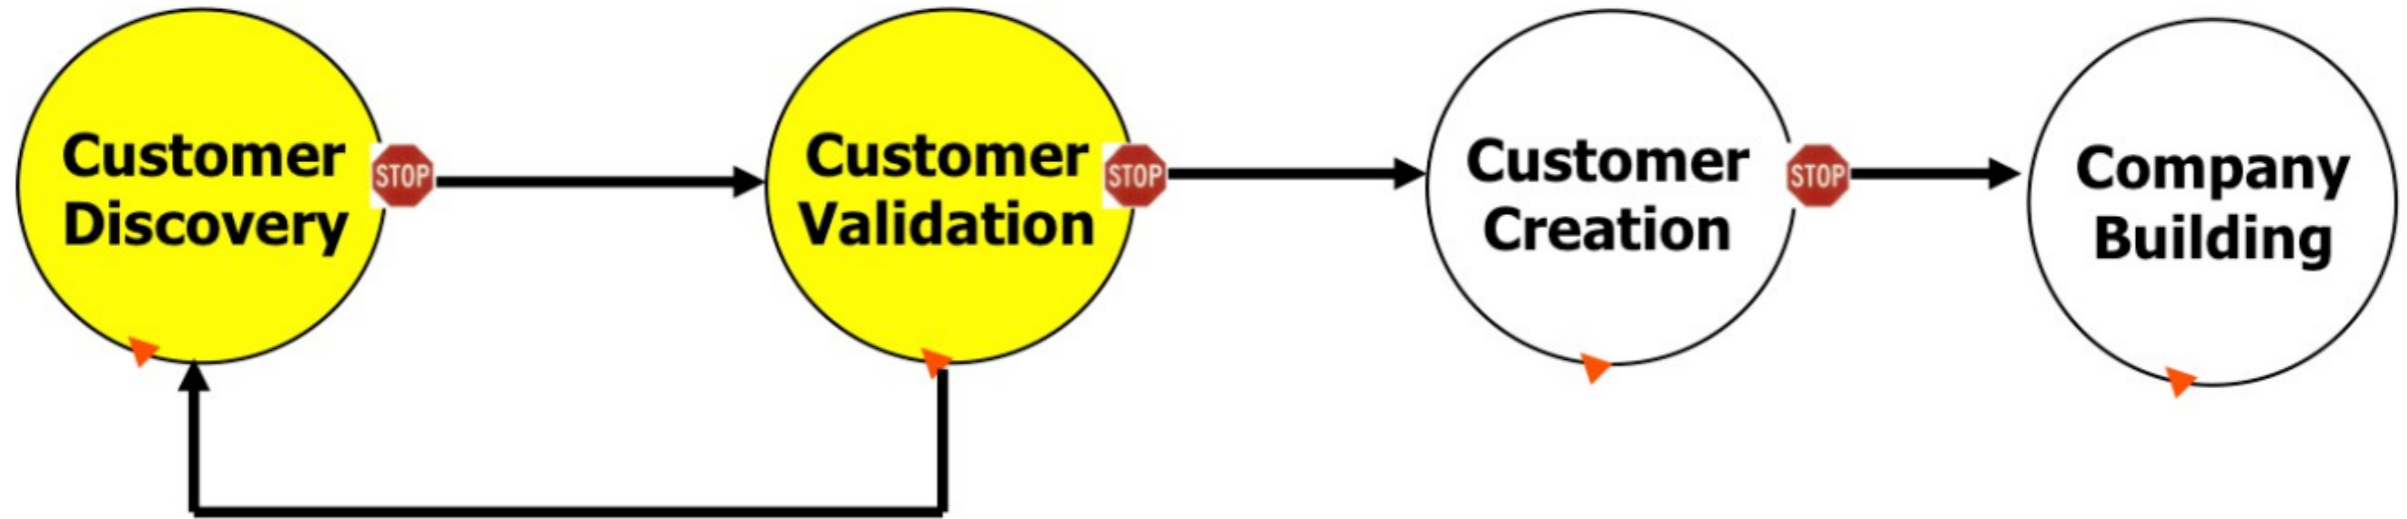 Customer
Discovery
STOP
Customer
Validation
STOP
Customer
Creation
STOP
Company
Building